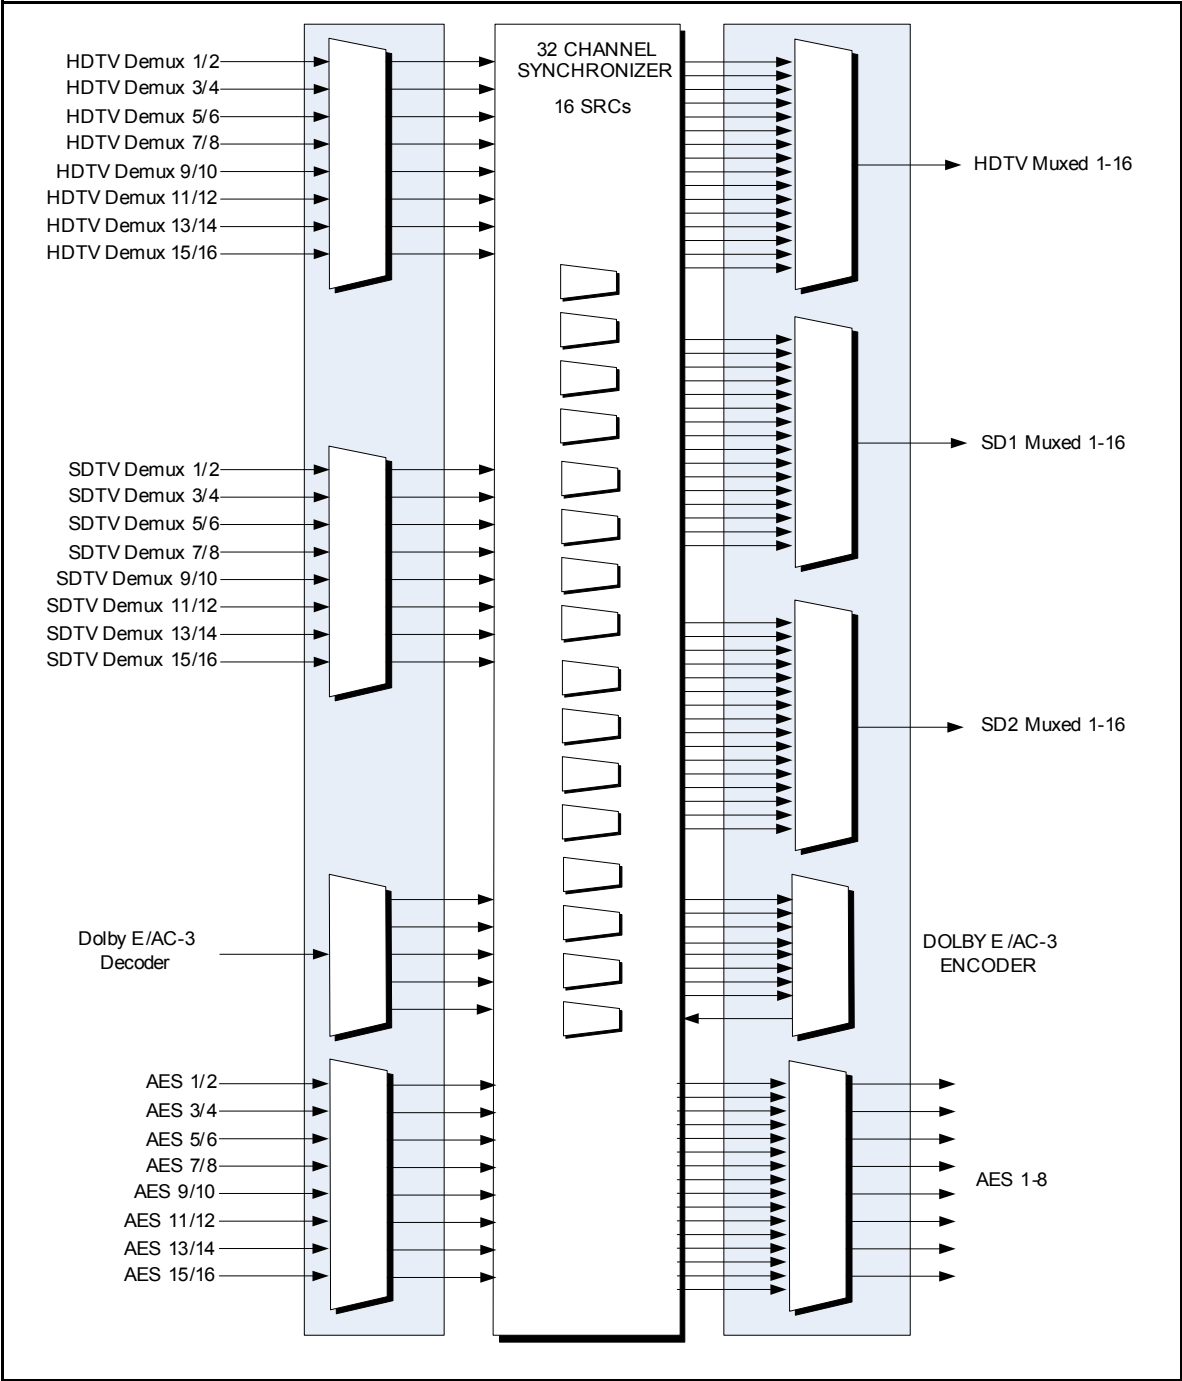 HDTV Demux 1/2
HDTV Demux 3/4
HDTV Demux 5/6
HDTV Demux 7/8
HDTV Demux 9/10
HDTV Demux 11/12
HDTV Demux 13/14
HDTV Demux 15/16
SDTV Demux 1/2
SDTV Demux 3/4
SDTV Demux 5/6
SDTV Demux 7/8
SDTV Demux 9/10
SDTV Demux 11/12
SDTV Demux 13/14
SDTV Demux 15/16
Dolby E/AC-3
Decoder
AES 1/2
AES 3/4
AES 5/6
AES 7/8
AES 9/10
AES 11/12
AES 13/14
AES 15/16
32 CHANNEL
SYNCHRONIZER
16 SRCs
HDTV Muxed 1-16
SD1 Muxed 1-16
SD2 Muxed 1-16
DOLBY E /AC-3
ENCODER
AES 1-8